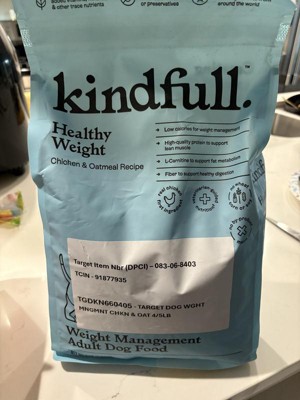 & other trace nutrients
or preservatives
around the world
kindfull.™
Healthy
Weight
Chicken & Oatmeal Recipe
Low calories for weight management
High-quality protein to support
lean muscle
L-Carnitine to support fat metabolism
Fiber to support healthy digestion
Target Item Nbr (DPCI) – 083-06-8403
TCIN - 91877935
TGDKN660405 - TARGET DOG WGHT
MNGMNT CHKN & OAT 4/5LB
Weight Management
Adult Dog Food